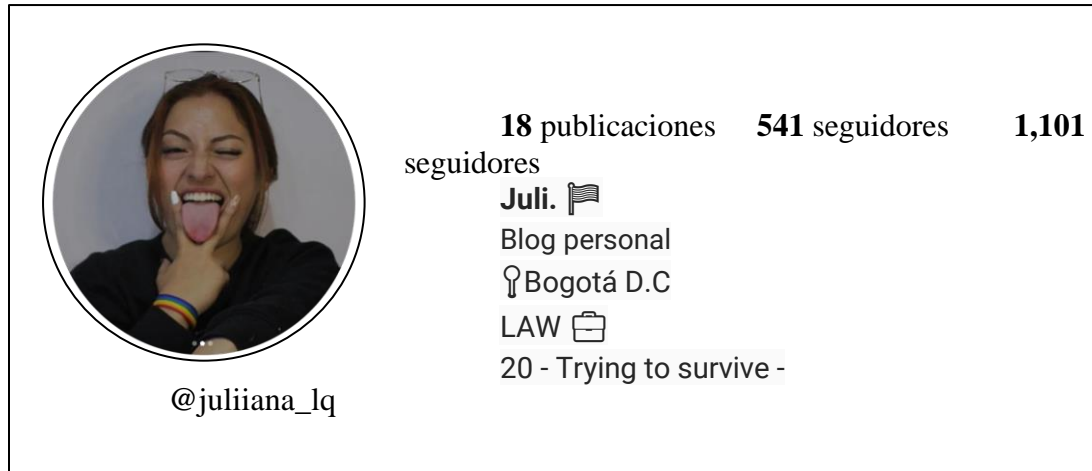 18 publicaciones 541 seguidores 1,101
seguidores
Juli.
Blog personal
Bogotá D.C
LAW
20 - Trying to survive -
@juliiana_lq